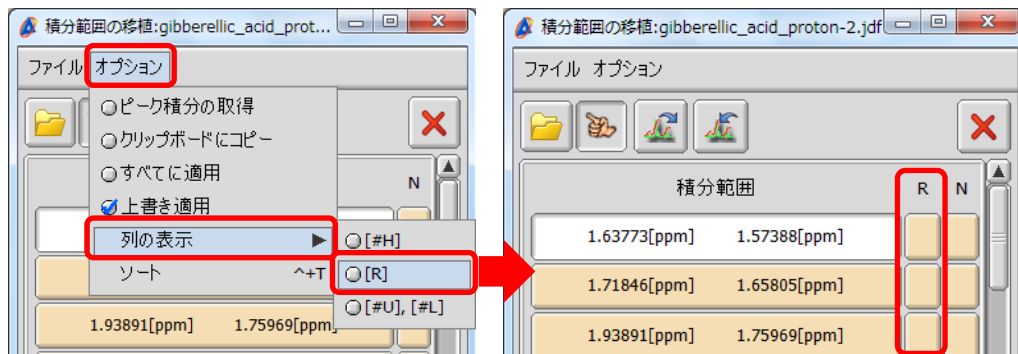 積分範囲の移植:gibberellic_acid_prot...
ファイル オプション
ピーク積分の取得
クリップボードにコピー
すべてに適用
上書き適用
列の表示
ソート ^+T
[#H]
[R]
[#U], [#L]
N
1.93891[ppm] 1.75969[ppm]
積分範囲の移植:gibberellic_acid_proton-2.jdf
ファイル オプション
積分範囲 R N
1.63773[ppm] 1.57388[ppm]
1.71846[ppm] 1.65805[ppm]
1.93891[ppm] 1.75969[ppm]